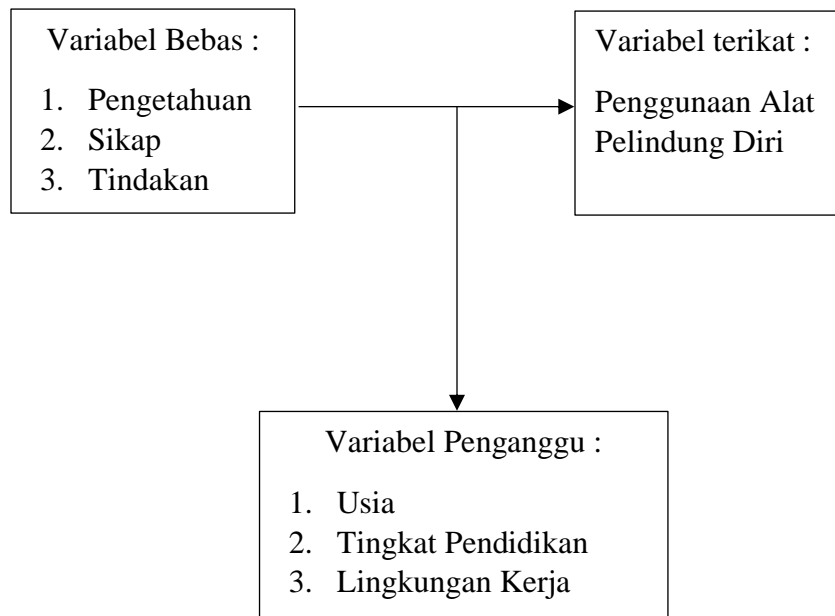 Variabel Bebas :
1. Pengetahuan
2. Sikap
3. Tindakan
Variabel terikat :
Penggunaan Alat
Pelindung Diri
Variabel Penganggu :
1. Usia
2. Tingkat Pendidikan
3. Lingkungan Kerja